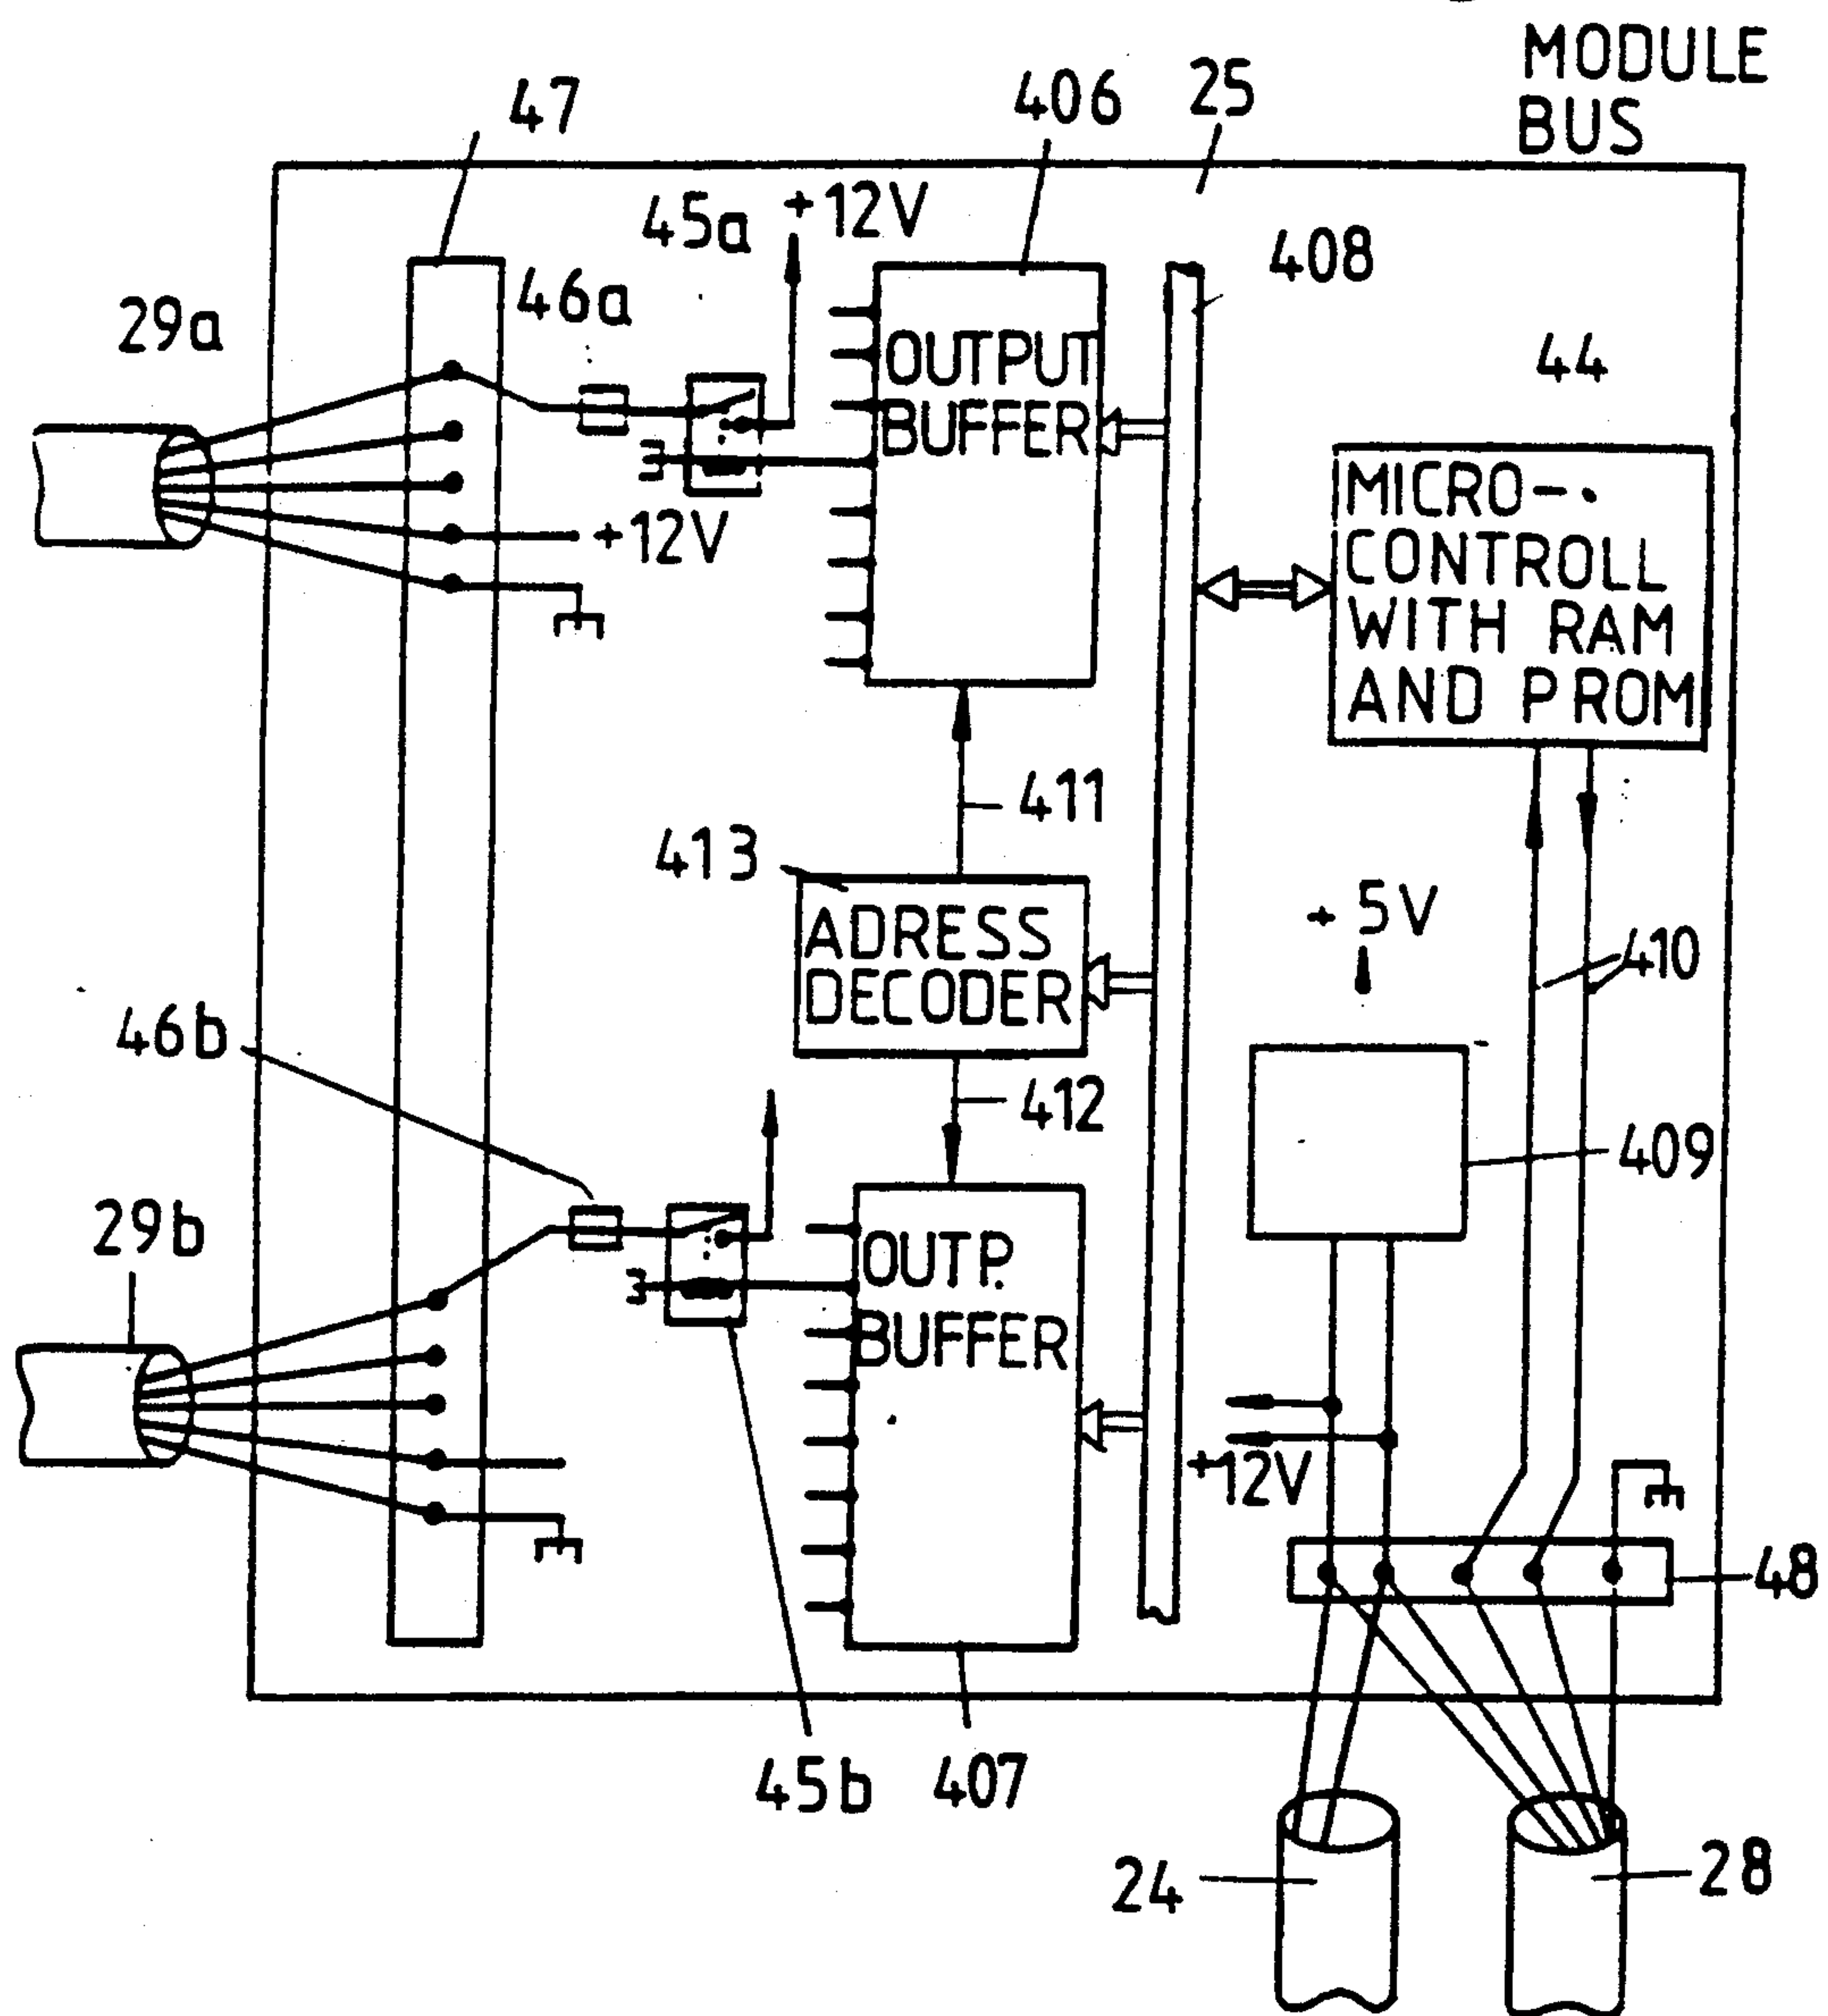 MODULE
BUS
47
406
25
45a
+12V
408
46a
29a
OUTPUT
BUFFER
44
MICRO-
CONTROLL
WITH RAM
AND PROM
+12V
411
413
ADRESS
DECODER
+5V
410
46b
412
409
29b
OUTP.
BUFFER
+12V
48
45b
407
24
28